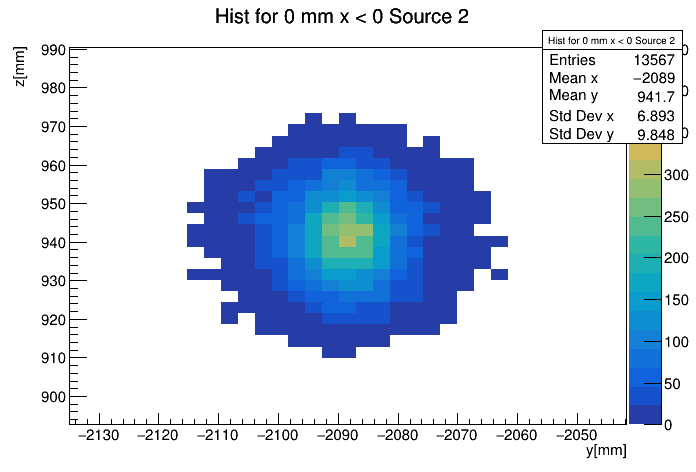 Hist for 0 mm x < 0 Source 2
z[mm]
990
980
970
960
950
940
930
920
910
900
−2130 −2120 −2110 −2100 −2090 −2080 −2070 −2060 −2050
y[mm]
Hist for 0 mm x < 0 Source 2
Entries 13567
Mean x −2089
Mean y 941.7
Std Dev x 6.893
Std Dev y 9.848
300
250
200
150
100
50
0